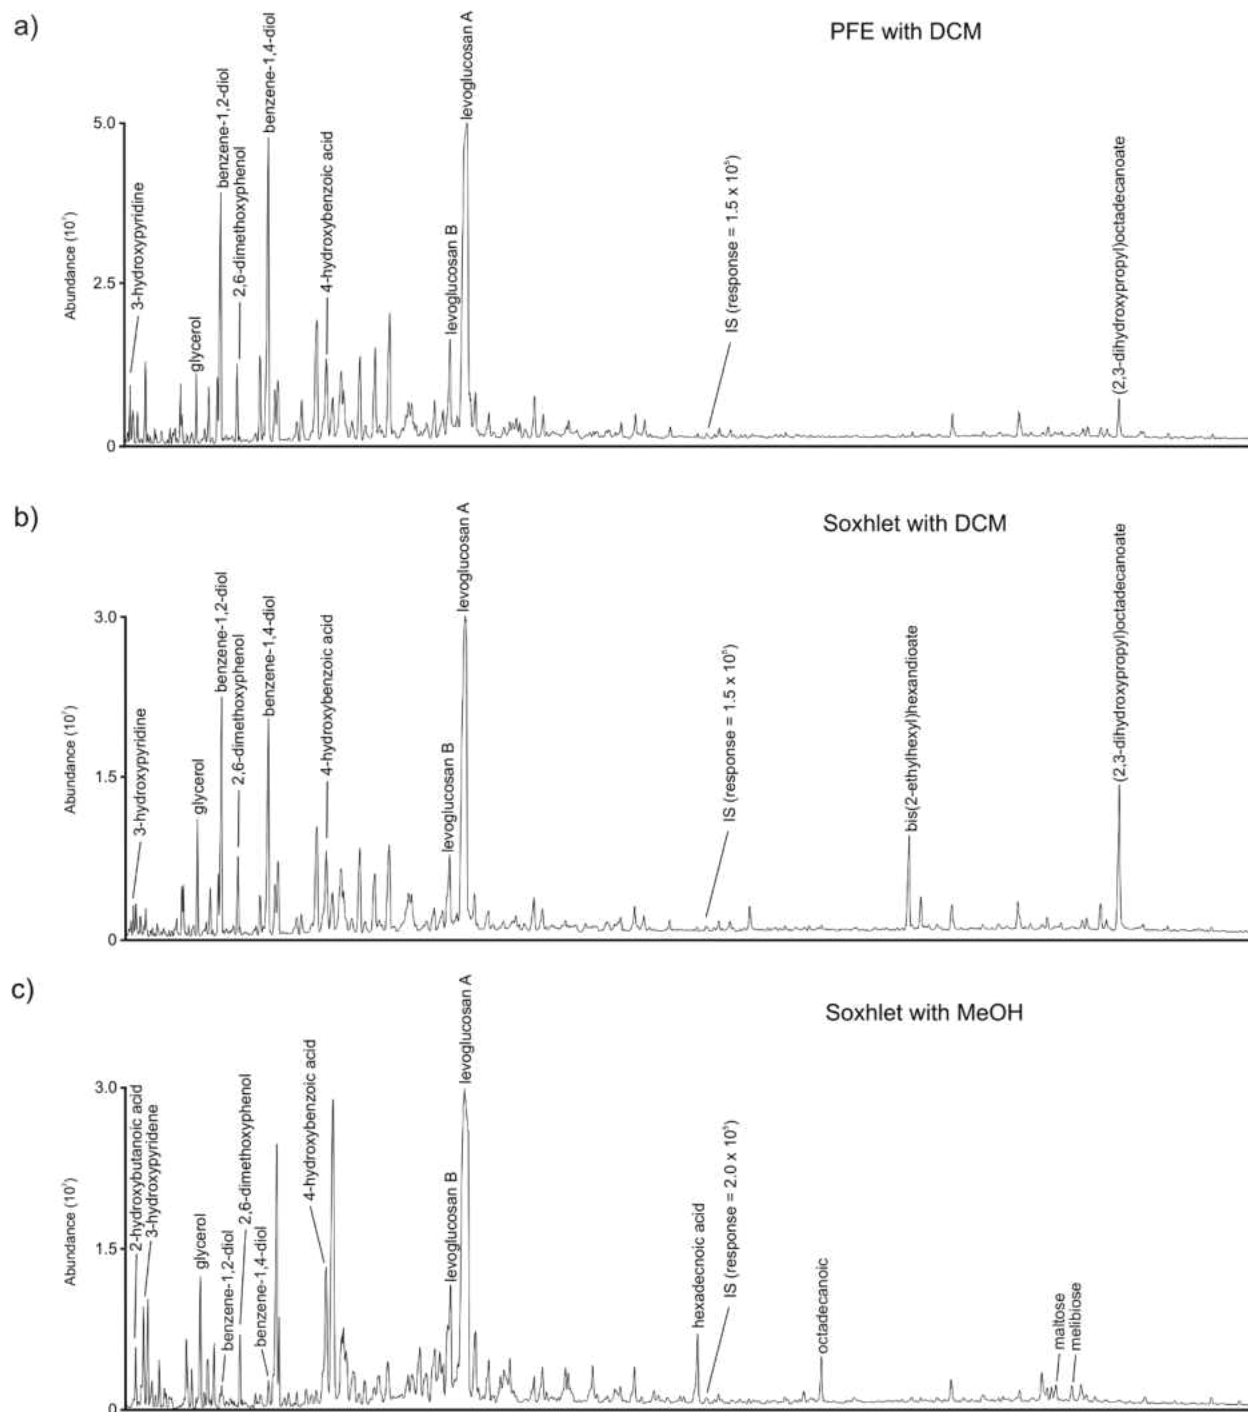 a)
PFE with DCM
5.0
2.5
0
Abundance (10⁷)
3-hydroxypyridine
glycerol
benzene-1,2-diol
2,6-dimethoxyphenol
benzene-1,4-diol
4-hydroxybenzoic acid
levoglucosan B
levoglucosan A
IS (response = 1.5 x 10⁵)
(2,3-dihydroxypropyl)octadecanoate
b)
Soxhlet with DCM
3.0
1.5
0
Abundance (10⁷)
3-hydroxypyridine
glycerol
benzene-1,2-diol
2,6-dimethoxyphenol
benzene-1,4-diol
4-hydroxybenzoic acid
levoglucosan B
levoglucosan A
IS (response = 1.5 x 10⁵)
bis(2-ethylhexyl)hexandioate
(2,3-dihydroxypropyl)octadecanoate
c)
Soxhlet with MeOH
3.0
1.5
0
Abundance (10⁷)
2-hydroxybutanoic acid
3-hydroxypyridene
glycerol
benzene-1,2-diol
2,6-dimethoxyphenol
benzene-1,4-diol
4-hydroxybenzoic acid
levoglucosan B
levoglucosan A
hexadecnoic acid
IS (response = 2.0 x 10⁵)
octadecanoic
maltose
melibiose